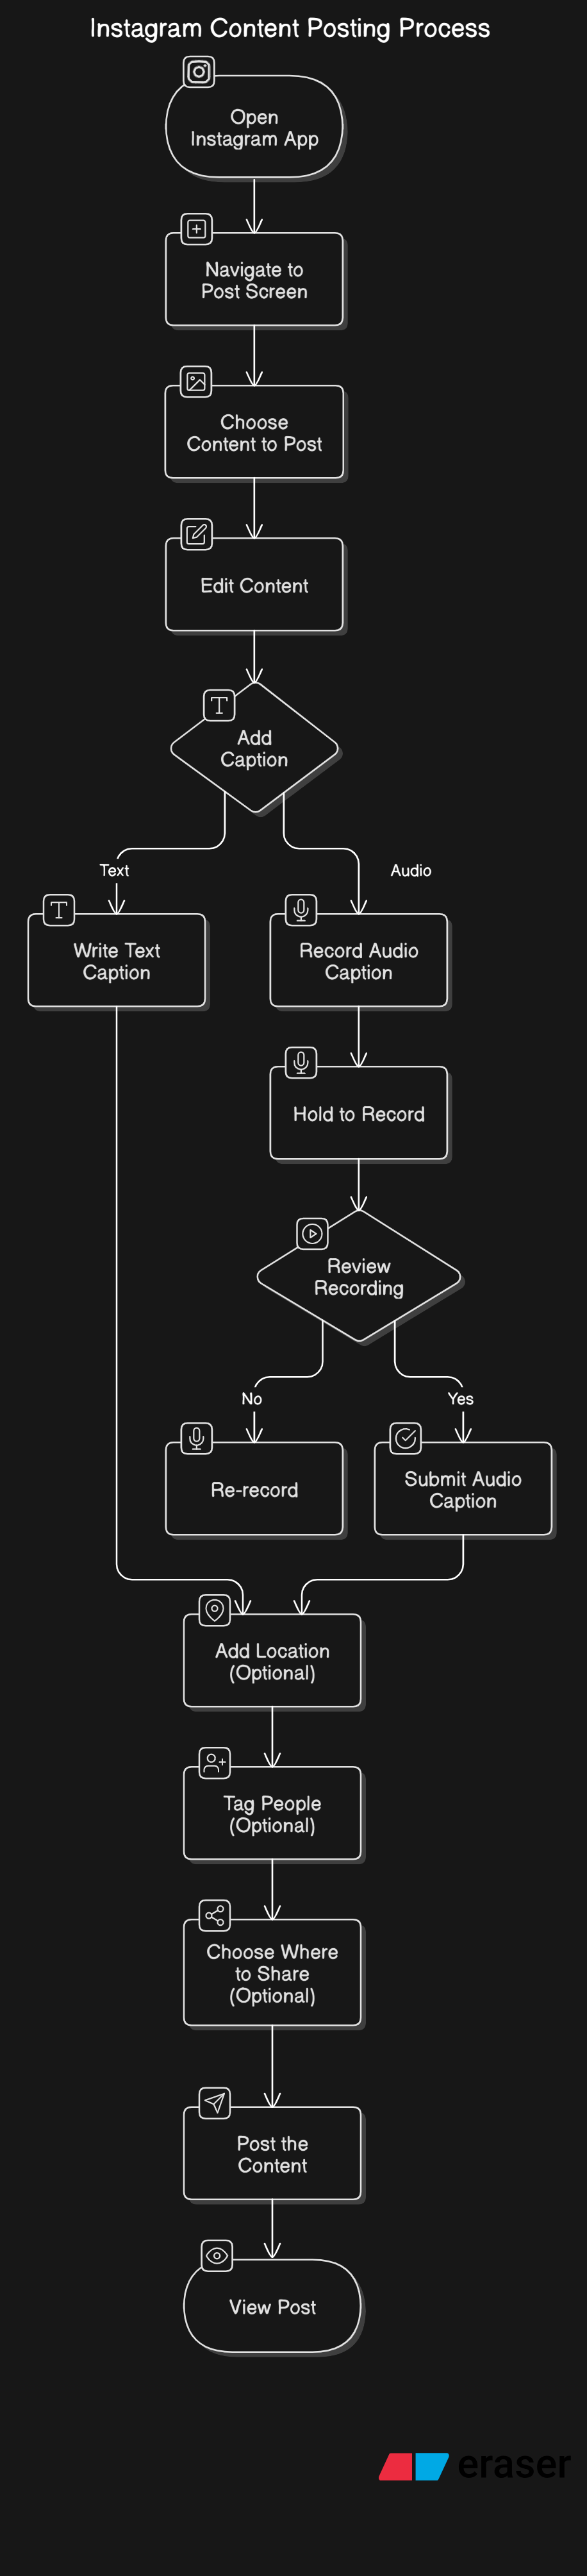 Instagram Content Posting Process
Open
Instagram App
Navigate to
Post Screen
Choose
Content to Post
Edit Content
Add
Caption
Text
Audio
Write Text
Caption
Record Audio
Caption
Hold to Record
Review
Recording
No
Yes
Re-record
Submit Audio
Caption
Add Location
(Optional)
Tag People
(Optional)
Choose Where
to Share
(Optional)
Post the
Content
View Post
eraser